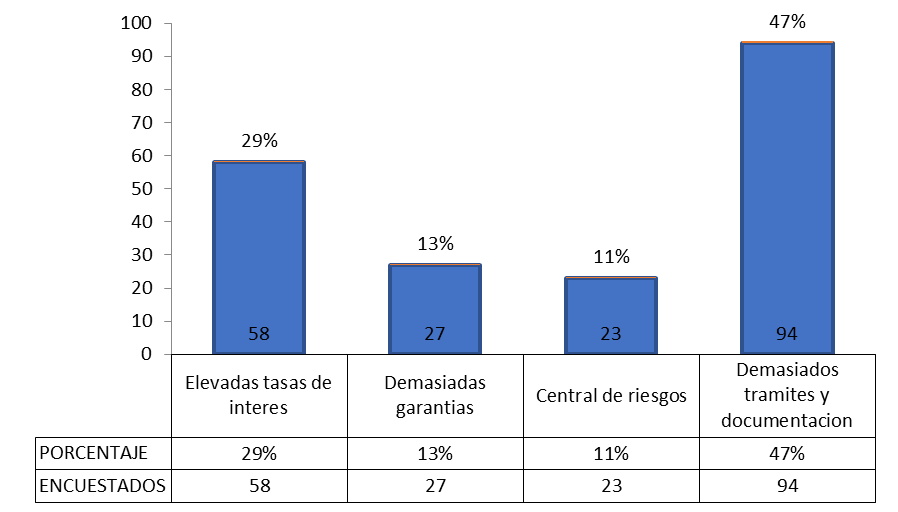 100
90
80
70
60
50
40
30
20
10
0
29%
13%
11%
47%
58
27
23
94
Elevadas tasas de
interes
Demasiadas
garantias
Central de riesgos
Demasiados
tramites y
documentacion
PORCENTAJE 29% 13% 11% 47%
ENCUESTADOS 58 27 23 94